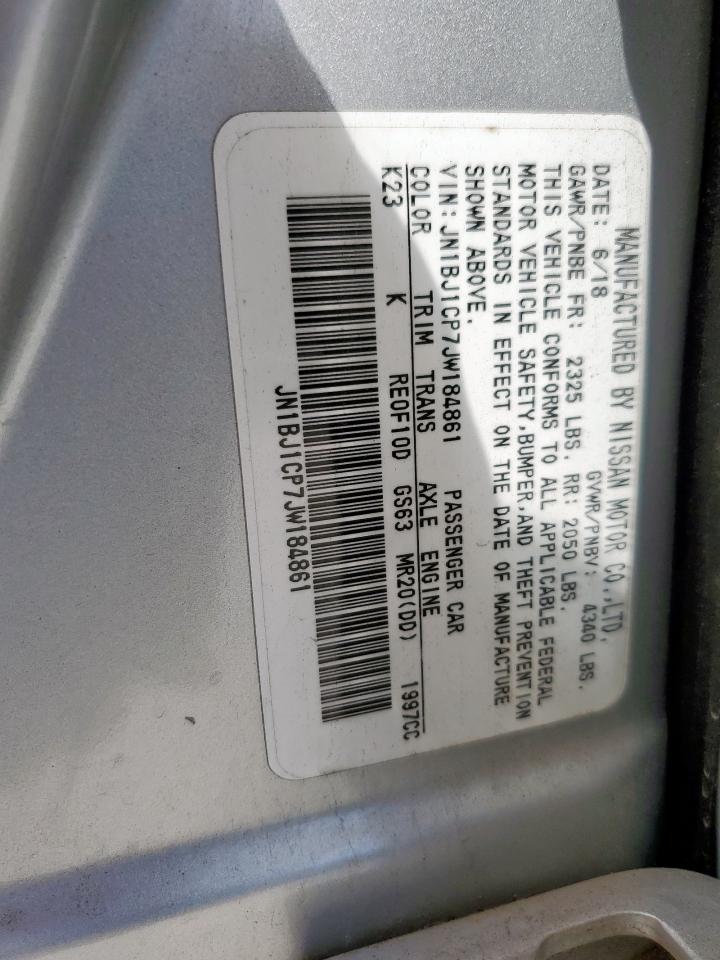 MANUFACTURED BY NISSAN MOTOR CO.,LTD.
DATE: 6/18 GVWR/PNBV: 4340 LBS.
GAWR/PNBE FR: 2325 LBS. RR: 2050 LBS.
THIS VEHICLE CONFORMS TO ALL APPLICABLE FEDERAL
MOTOR VEHICLE SAFETY,BUMPER,AND THEFT PREVENTION
STANDARDS IN EFFECT ON THE DATE OF MANUFACTURE
SHOWN ABOVE.
VIN:JN1BJ1CP7JW184861 PASSENGER CAR
COLOR TRIM TRANS AXLE ENGINE
K23 K RE0F10D GS63 MR20(DD) 1997CC
JN1BJ1CP7JW184861